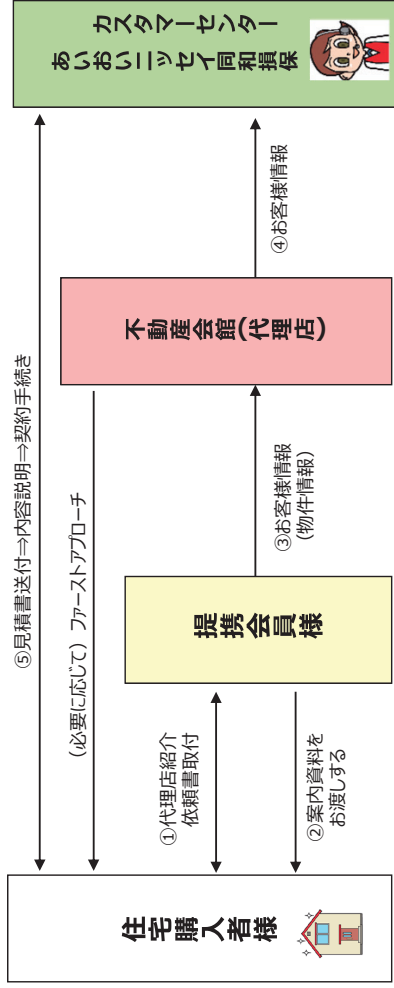 ⑤見積書送付⇒内容説明⇒契約手続き
(必要に応じて) ファーストアプローチ
住宅購入者様
①代理店紹介
依頼書取付
②案内資料を
お渡しする
提携会員様
③お客様情報
(物件情報)
不動産会館(代理店)
④お客様情報
あいおいニッセイ同和損保
カスタマーセンター